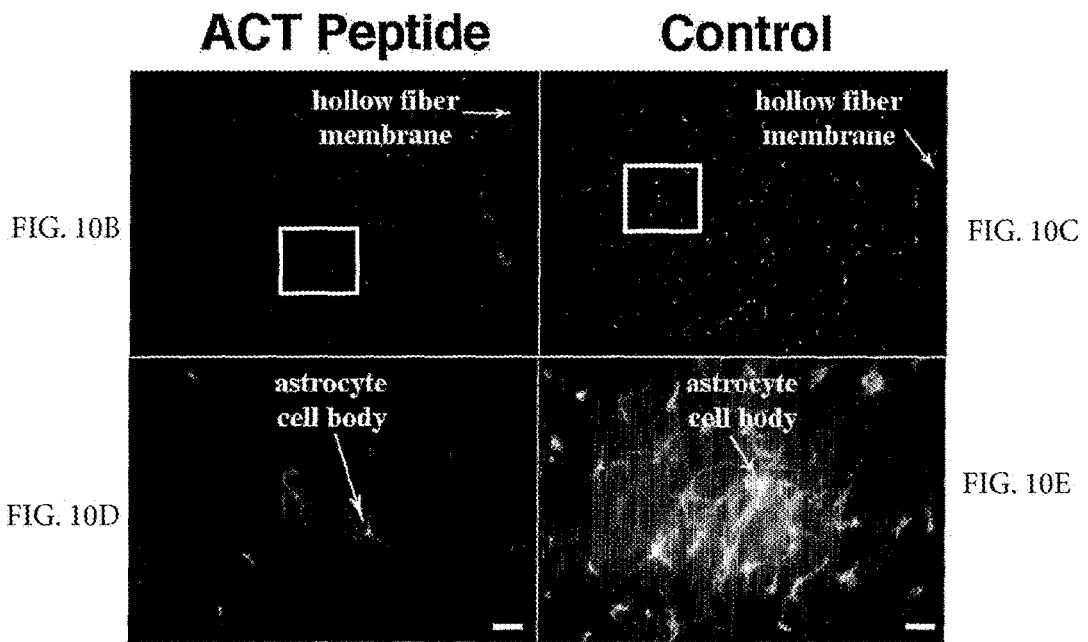 ACT Peptide
Control
hollow fiber
membrane
hollow fiber
membrane
FIG. 10B
FIG. 10C
astrocyte
cell body
astrocyte
cell body
FIG. 10D
FIG. 10E